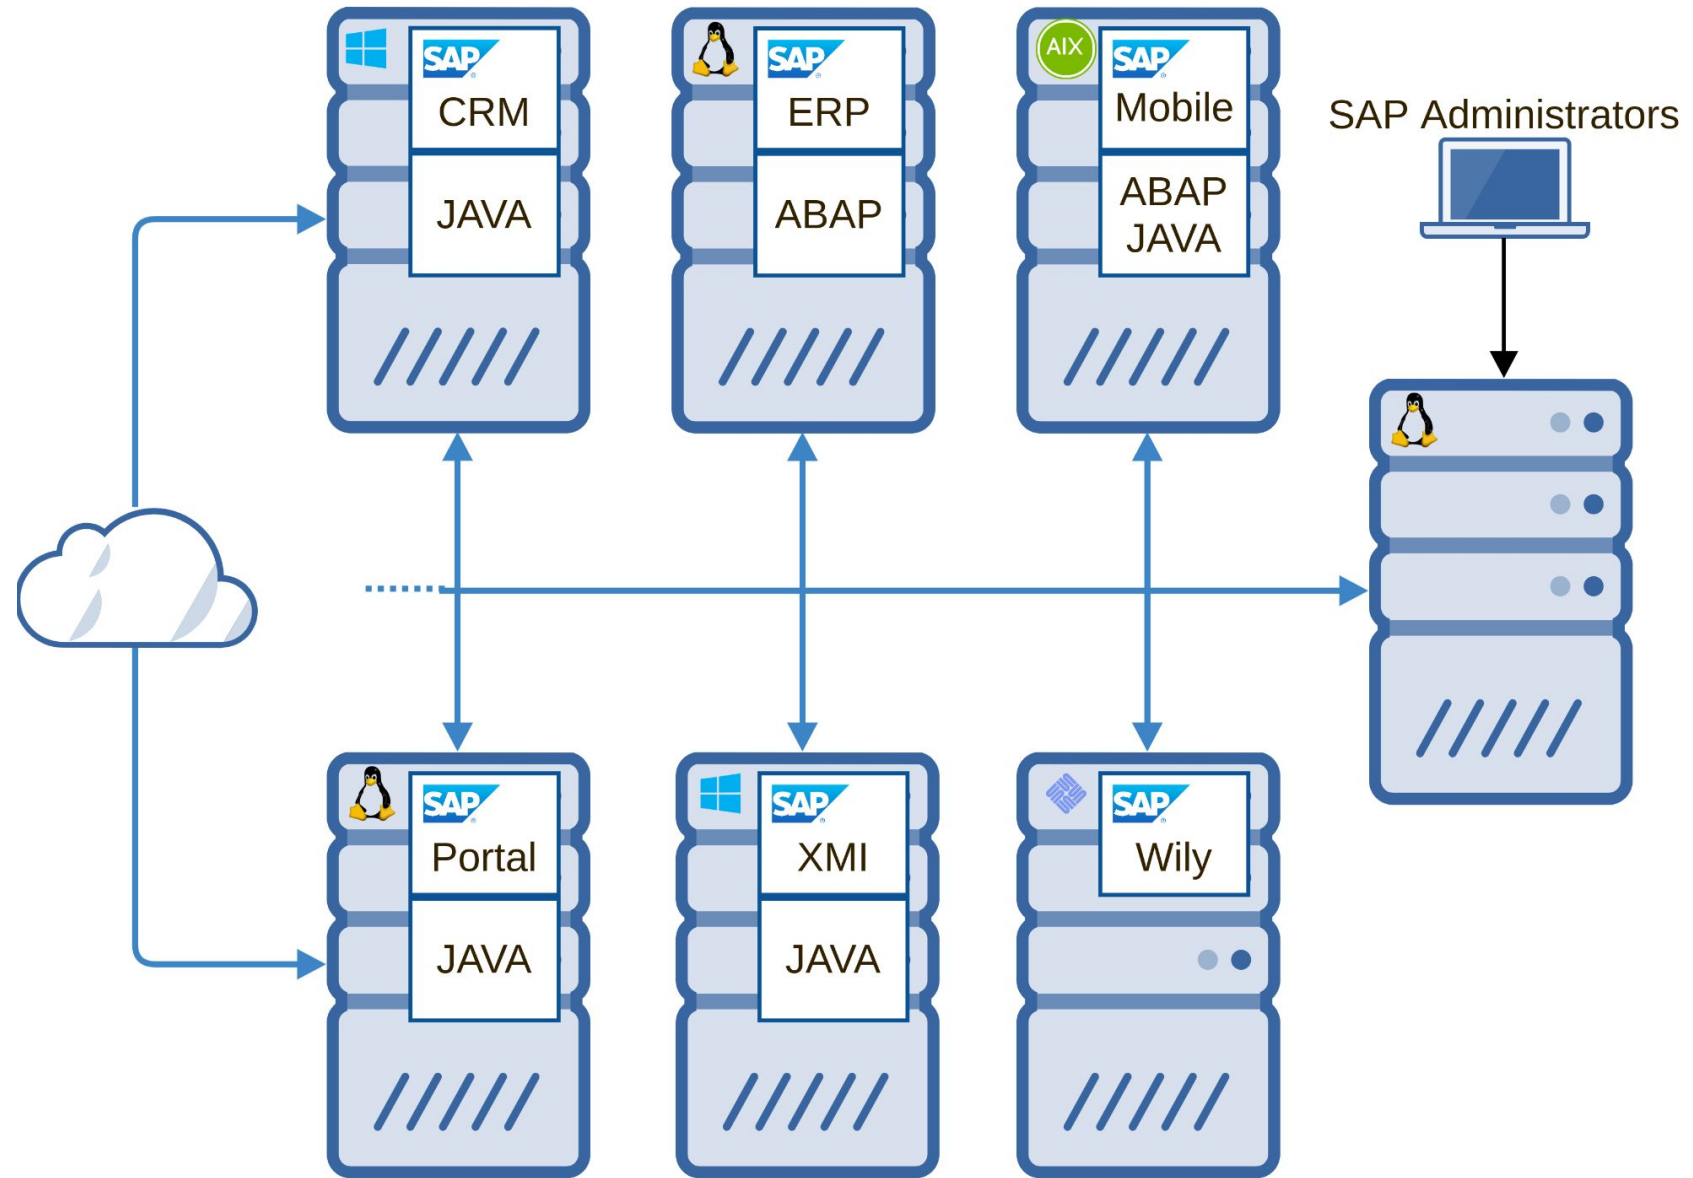 SAP
CRM
JAVA
SAP
ERP
ABAP
AIX
SAP
Mobile
ABAP
JAVA
SAP Administrators
SAP
Portal
JAVA
SAP
XMI
JAVA
SAP
Wily